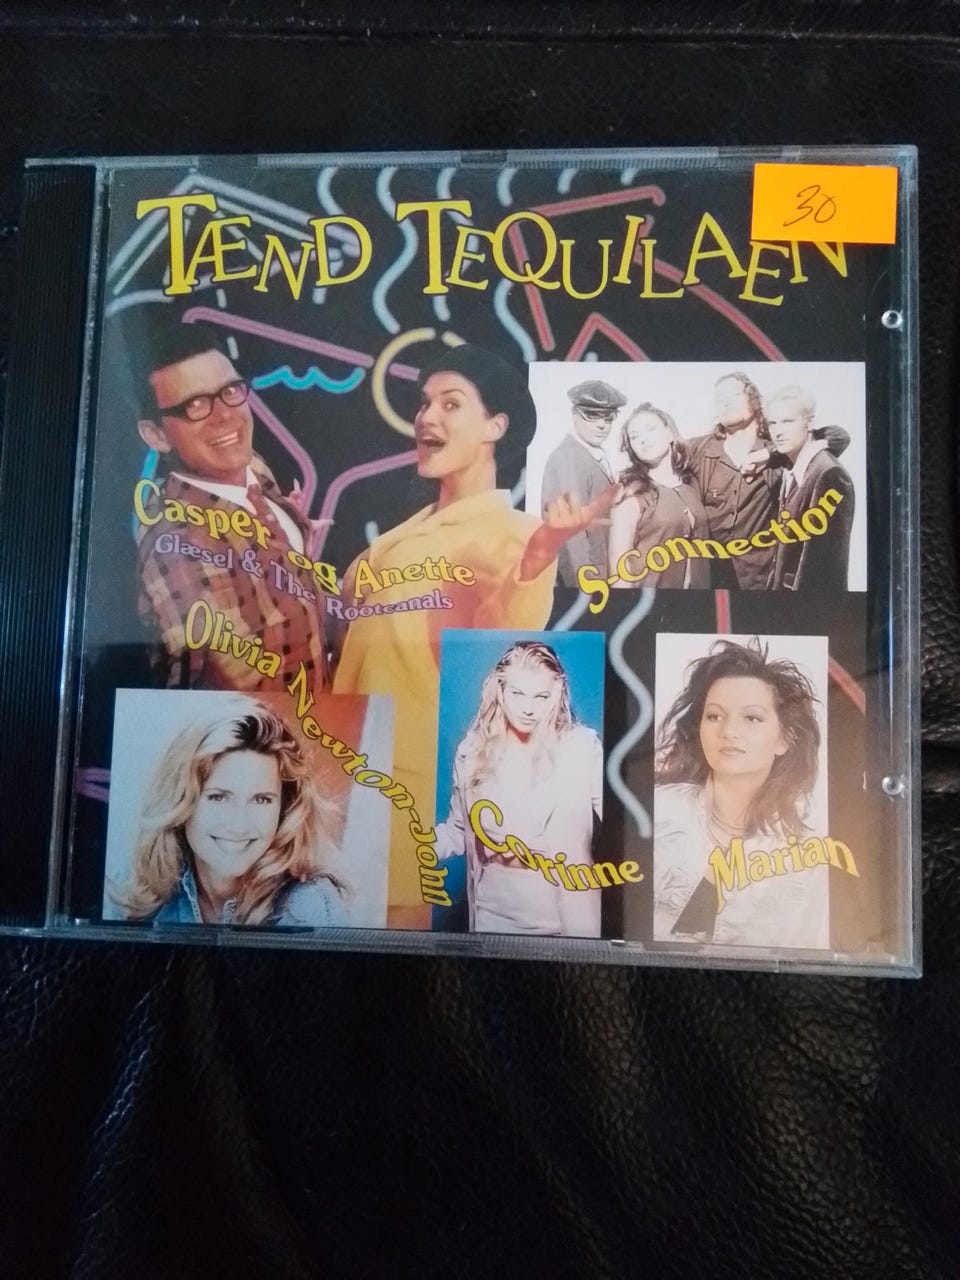 30
TÆND TEQUILAEN
Casper og Anette
Glæsel & The Rootcanals
S-Connection
Olivia Newton-John
Corinne
Marian